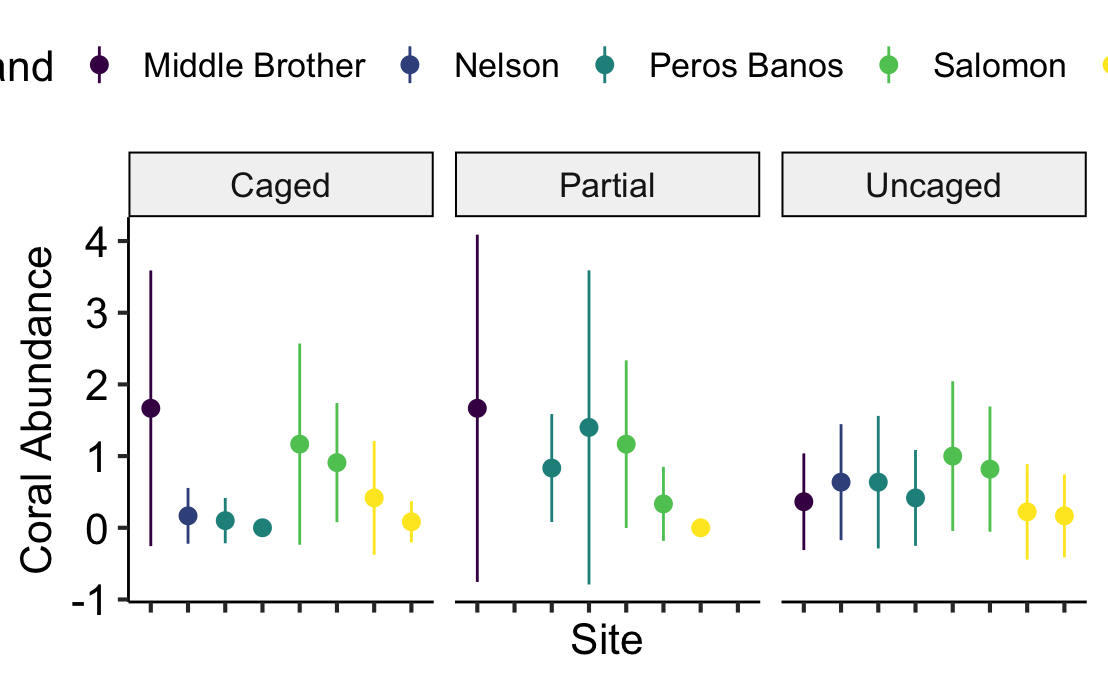 and Middle Brother Nelson Peros Banos Salomon
Caged Partial Uncaged
4
3
2
1
0
-1
Coral Abundance
Site